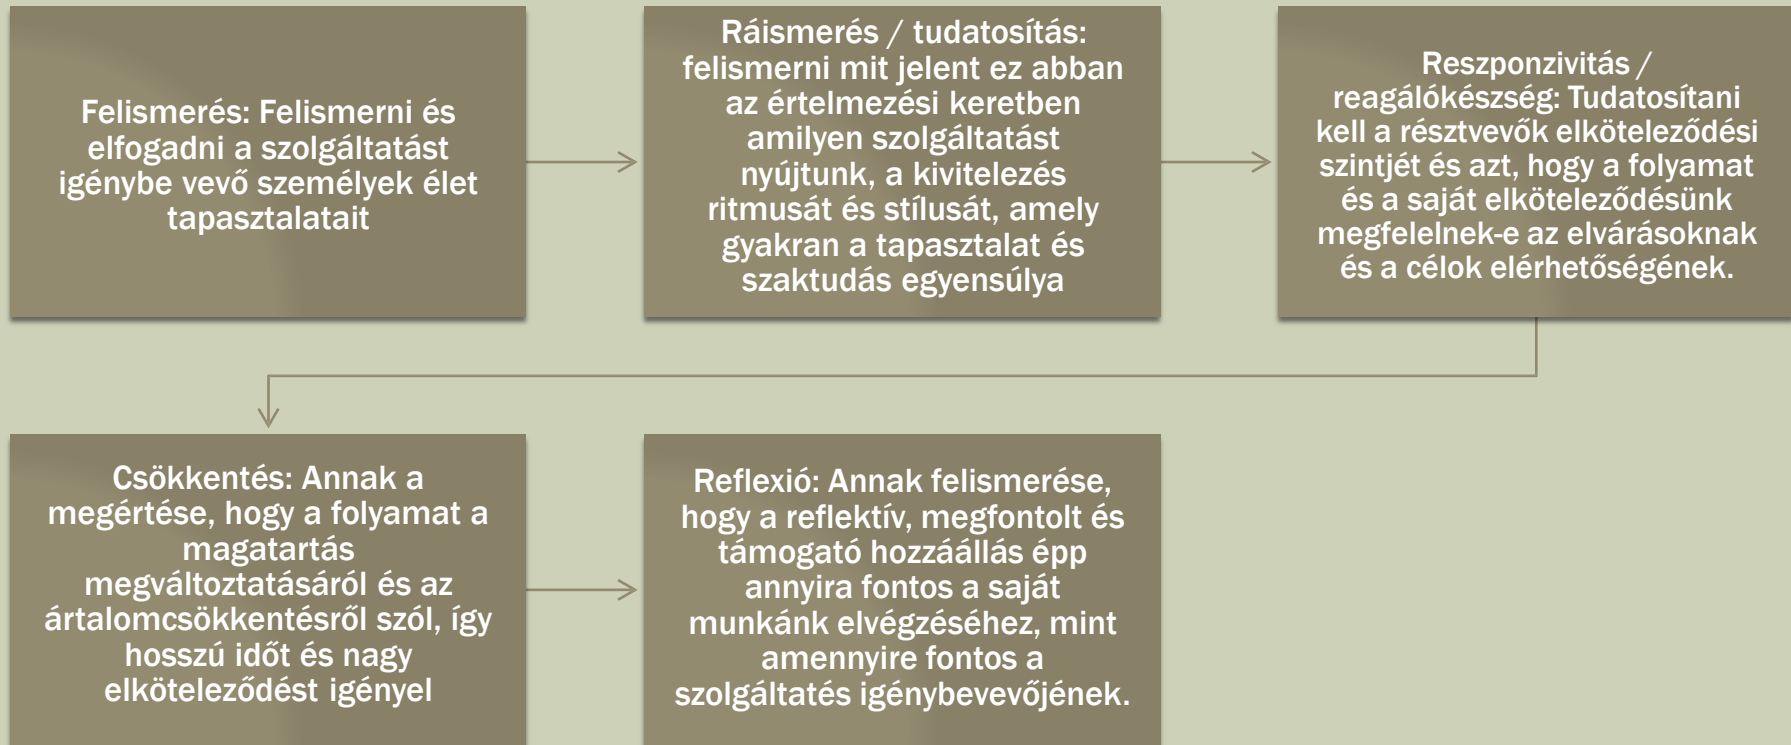 Felismerés: Felismerni és
elfogadni a szolgáltatást
igénybe vevő személyek élet
tapasztalatait
Ráismerés / tudatosítás:
felismerni mit jelent ez abban
az értelmezési keretben
amilyen szolgáltatást
nyújtunk, a kivitelezés
ritmusát és stílusát, amely
gyakran a tapasztalat és
szaktudás egyensúlya
Reszponzivitás /
reagálókészség: Tudatosítani
kell a résztvevők elköteleződési
szintjét és azt, hogy a folyamat
és a saját elköteleződésünk
megfelelnek-e az elvárásoknak
és a célok elérhetőségének.
Csökkentés: Annak a
megértése, hogy a folyamat a
magatartás
megváltoztatásáról és az
ártalomcsökkentésről szól, így
hosszú időt és nagy
elköteleződést igényel
Reflexió: Annak felismerése,
hogy a reflektív, megfontolt és
támogató hozzáállás épp
annyira fontos a saját
munkánk elvégzéséhez, mint
amennyire fontos a
szolgáltatés igénybevevőjének.